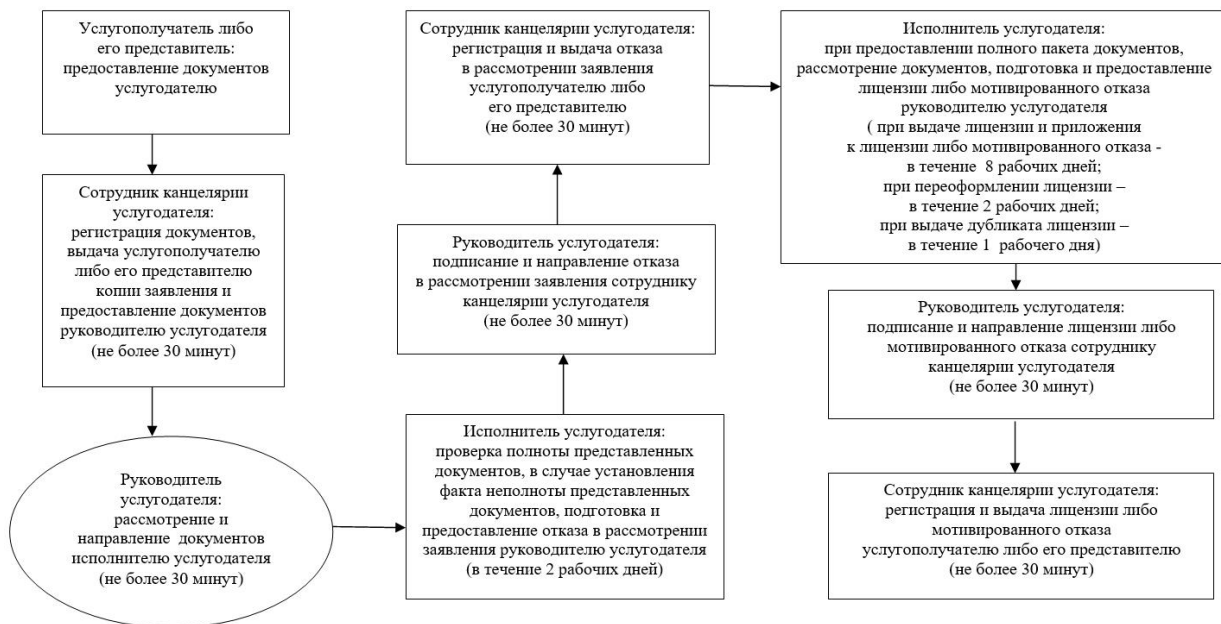 Услугополучатель либо
его представитель:
предоставление документов
услугодателю
Сотрудник канцелярии
услугодателя:
регистрация документов,
выдача услугополучателю
либо его представителю
копии заявления и
предоставление документов
руководителю услугодателя
(не более 30 минут)
Руководитель
услугодателя:
рассмотрение и
направление документов
исполнителю услугодателя
(не более 30 минут)
Исполнитель услугодателя:
проверка полноты представленных
документов, в случае установления
факта неполноты представленных
документов, подготовка и
предоставление отказа в рассмотрении
заявления руководителю услугодателя
(в течение 2 рабочих дней)
Руководитель услугодателя:
подписание и направление отказа
в рассмотрении заявления сотруднику
канцелярии услугодателя
(не более 30 минут)
Сотрудник канцелярии услугодателя:
регистрация и выдача отказа
в рассмотрении заявления
услугополучателю либо
его представителю
(не более 30 минут)
Исполнитель услугодателя:
при предоставлении полного пакета документов,
рассмотрение документов, подготовка и предоставление
лицензии либо мотивированного отказа
руководителю услугодателя
( при выдаче лицензии и приложения
к лицензии либо мотивированного отказа -
в течение 8 рабочих дней;
при переоформлении лицензии –
в течение 2 рабочих дней;
при выдаче дубликата лицензии –
в течение 1 рабочего дня)
Руководитель услугодателя:
подписание и направление лицензии либо
мотивированного отказа сотруднику
канцелярии услугодателя
(не более 30 минут)
Сотрудник канцелярии услугодателя:
регистрация и выдача лицензии либо
мотивированного отказа
услугополучателю либо его представителю
(не более 30 минут)